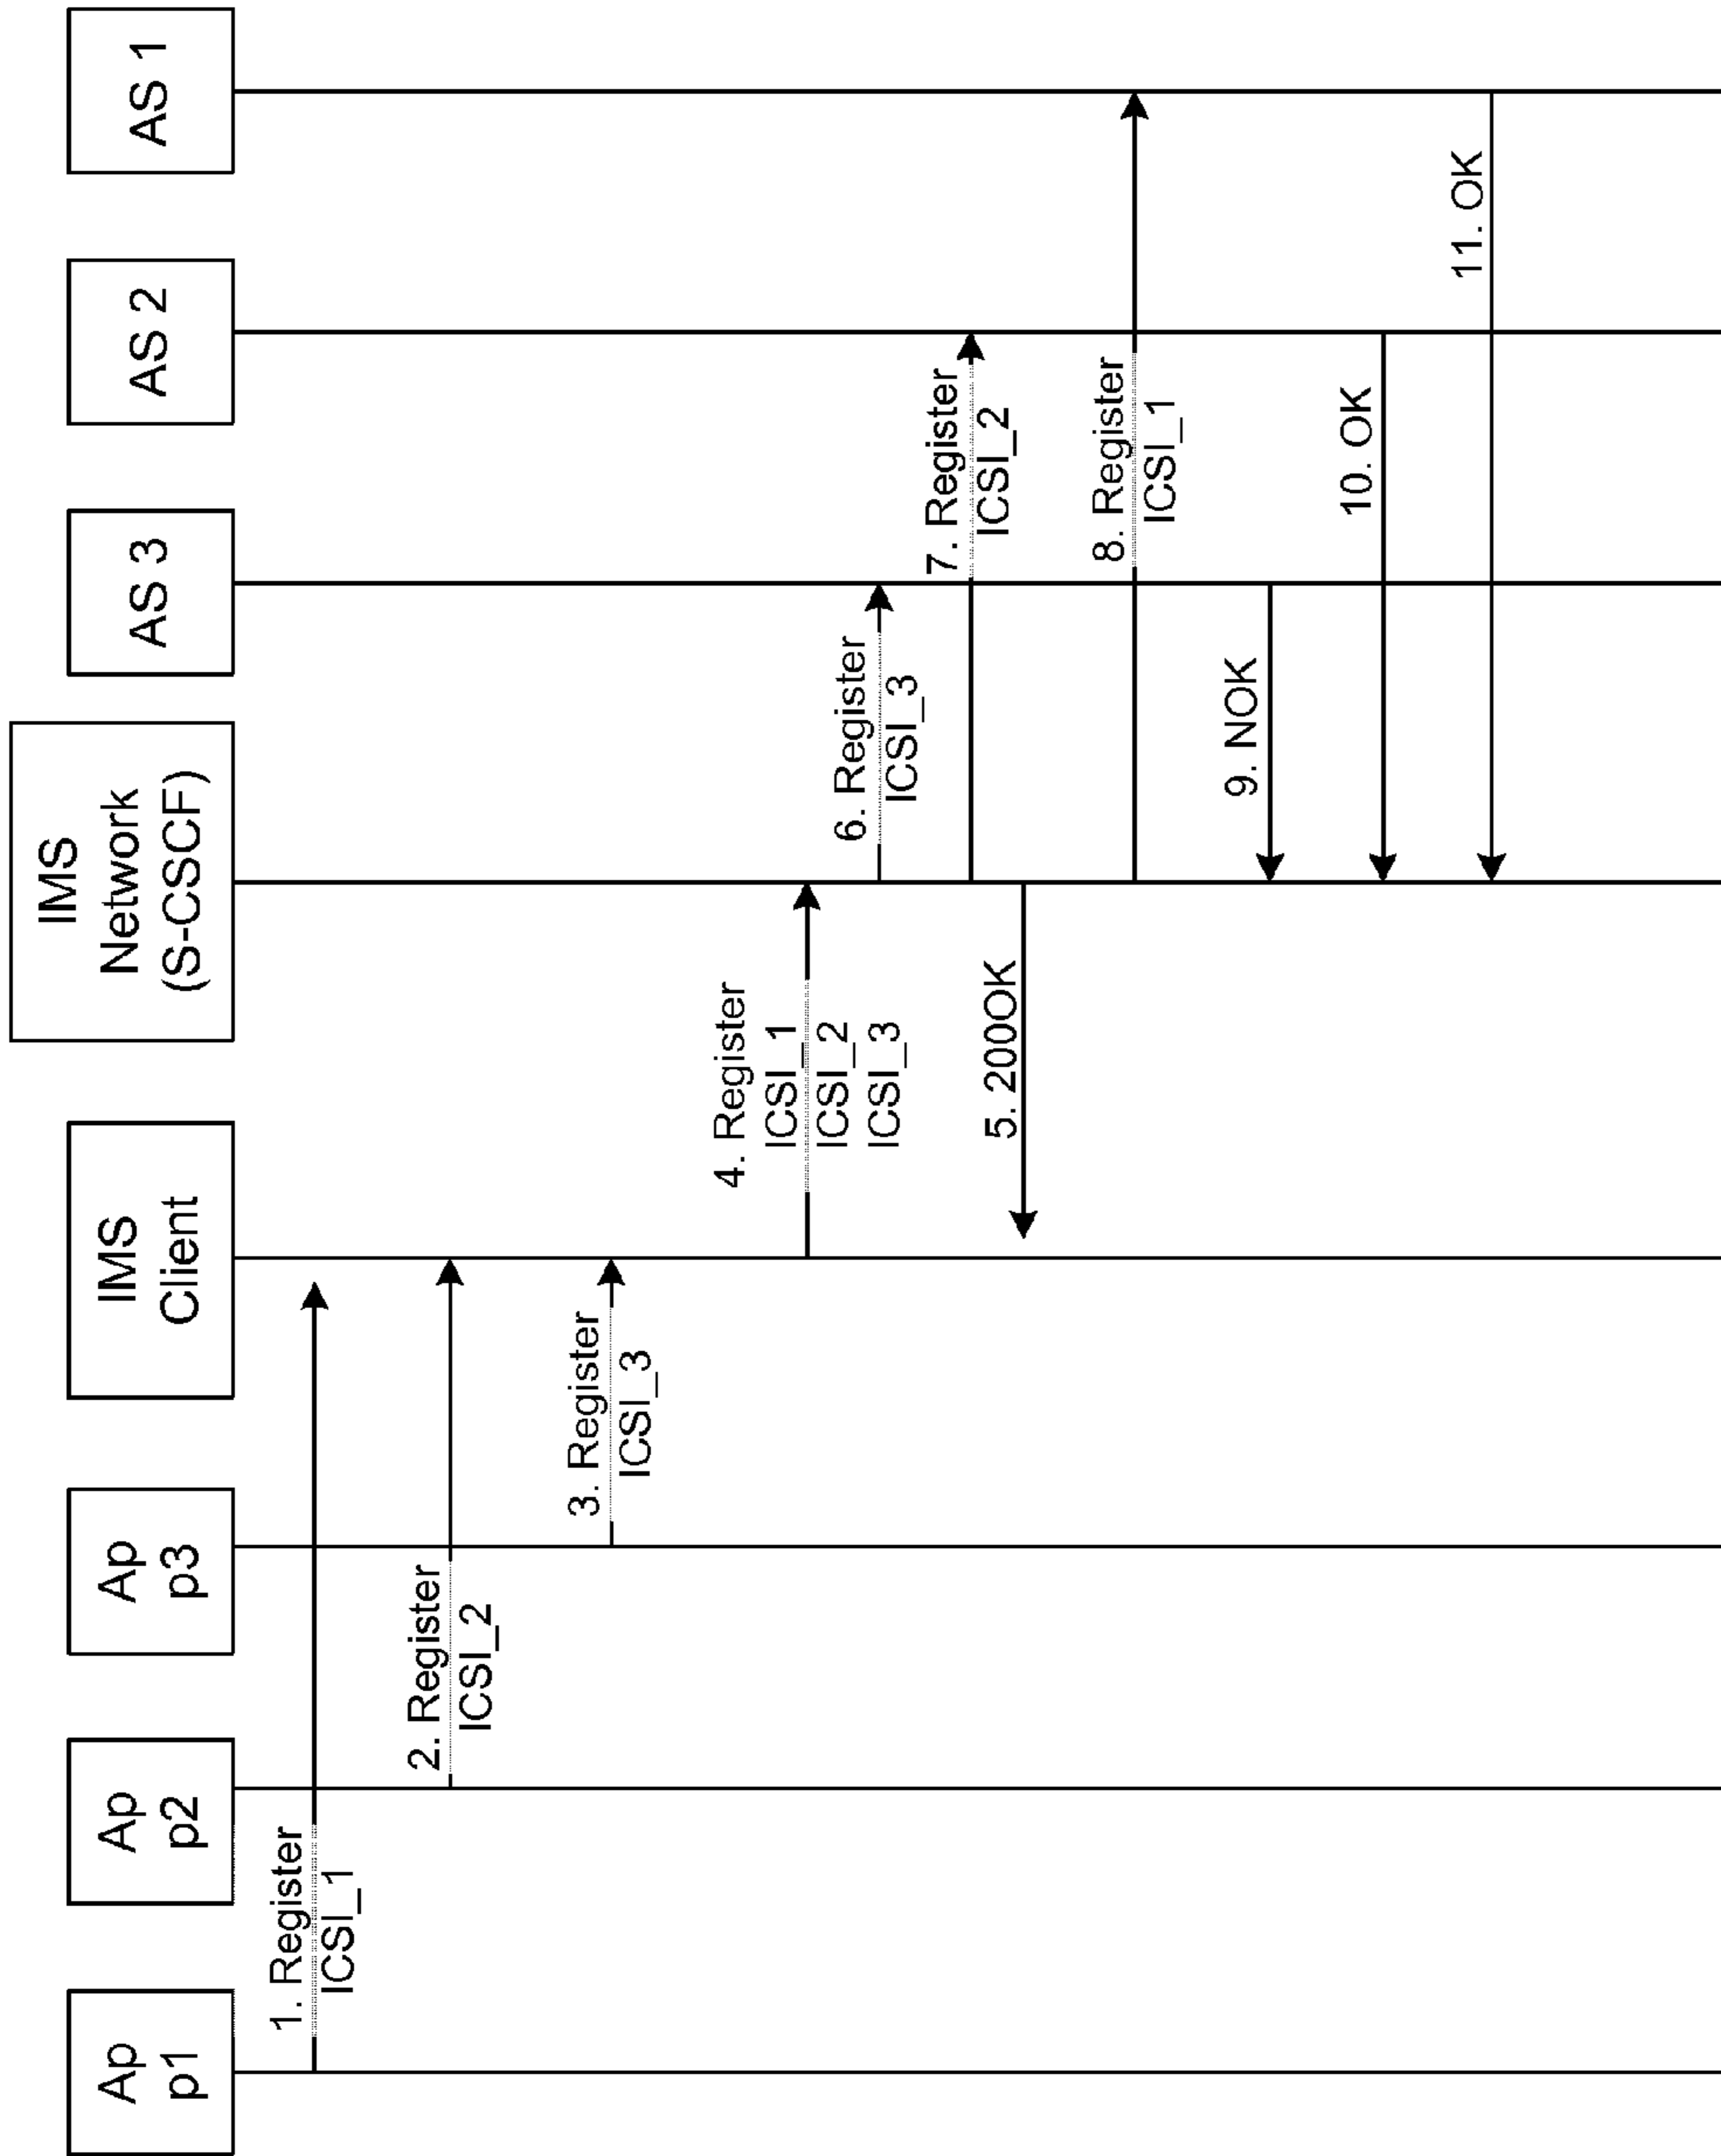 Ap
p1
Ap
p2
Ap
p3
IMS
Client
IMS
Network
(S-CSCF)
AS 3
AS 2
AS 1
1. Register
ICSI_1
2. Register
ICSI_2
3. Register
ICSI_3
4. Register
ICSI_1
ICSI_2
ICSI_3
6. Register
ICSI_3
7. Register
ICSI_2
5. 200OK
8. Register
ICSI_1
9. NOK
10. OK
11. OK